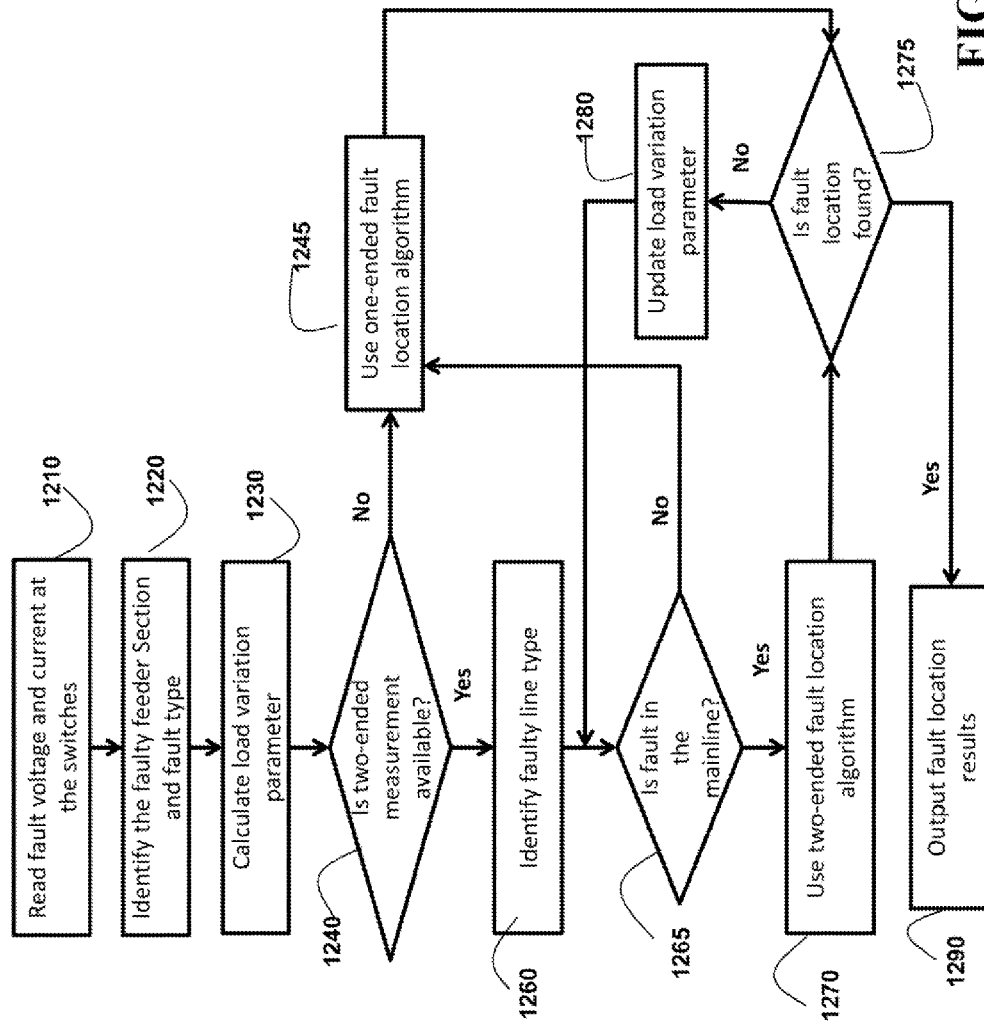 1210
Read fault voltage and current at
the switches
1220
Identify the faulty feeder Section
and fault type
1230
Calculate load variation
parameter
1240
Is two-ended
measurement
available?
No
Yes
1245
Use one-ended fault
location algorithm
1260
Identify faulty line type
1265
Is fault in
the
mainline?
No
Yes
1270
Use two-ended fault location
algorithm
1275
Is fault
location
found?
No
Yes
1280
Update load variation
parameter
1290
Output fault location
results
FIG